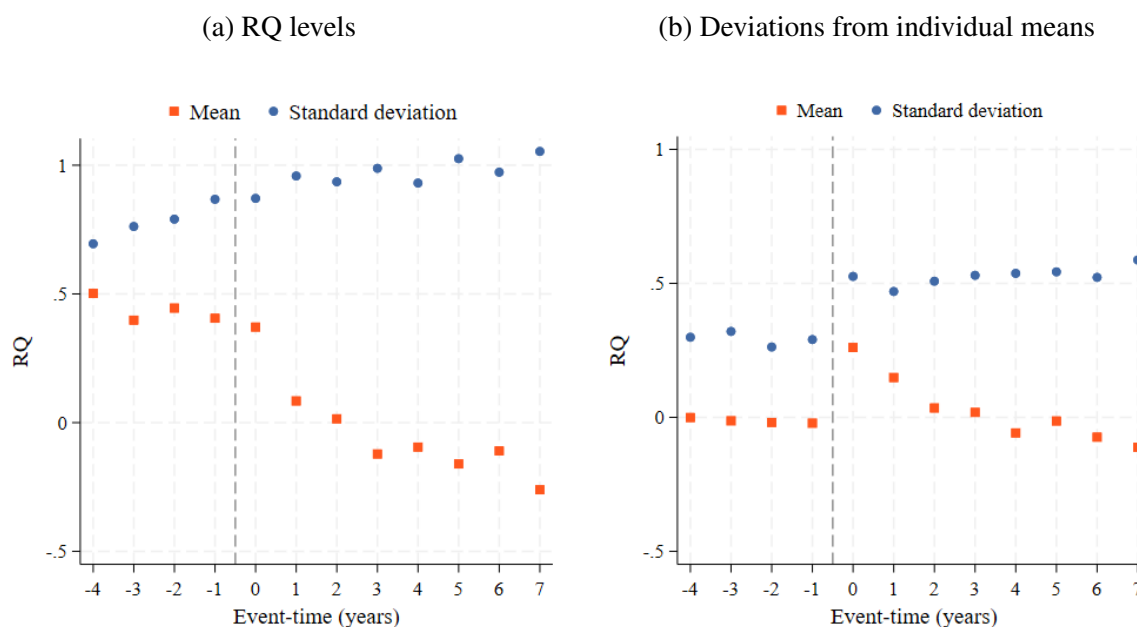 (a) RQ levels
Mean Standard deviation
1
.5
0
-.5
RQ
-4 -3 -2 -1 0 1 2 3 4 5 6 7
Event-time (years)
(b) Deviations from individual means
Mean Standard deviation
1
.5
0
-.5
RQ
-4 -3 -2 -1 0 1 2 3 4 5 6 7
Event-time (years)